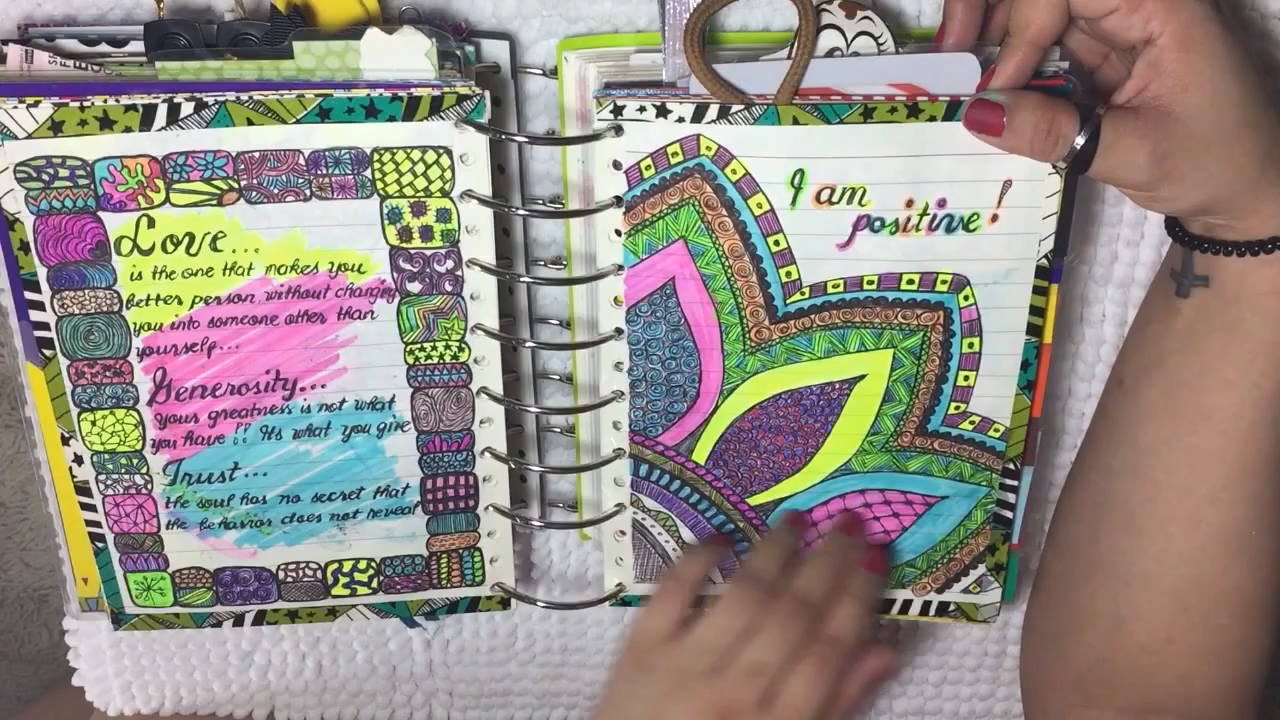 Love...
is the one that makes you
better person, without changing
you into someone other than
yourself...
Generosity...
Your greatness is not what
you have!! It's what you give
Trust...
the soul has no secret that
the behavior does not reveal
I am
positive!